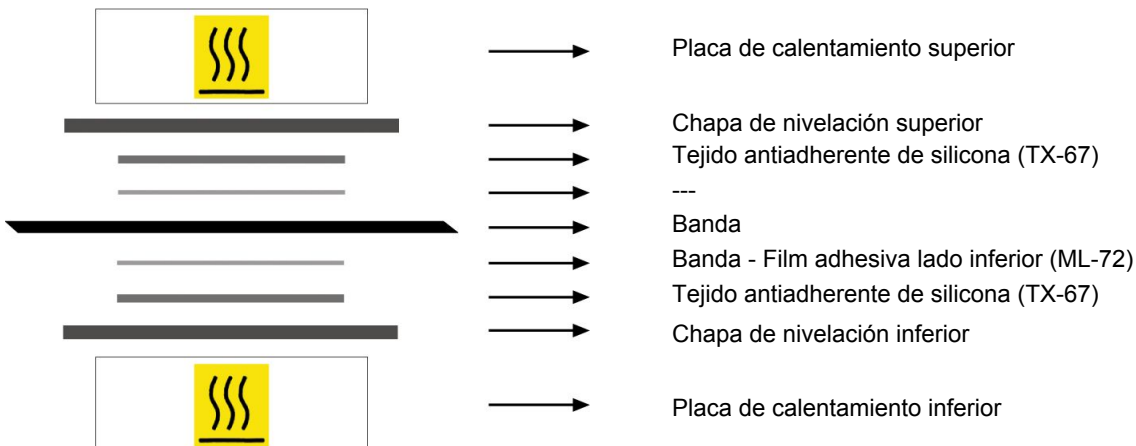 Placa de calentamiento superior
Chapa de nivelación superior
Tejido antiadherente de silicona (TX-67)
---
Banda
Banda - Film adhesiva lado inferior (ML-72)
Tejido antiadherente de silicona (TX-67)
Chapa de nivelación inferior
Placa de calentamiento inferior